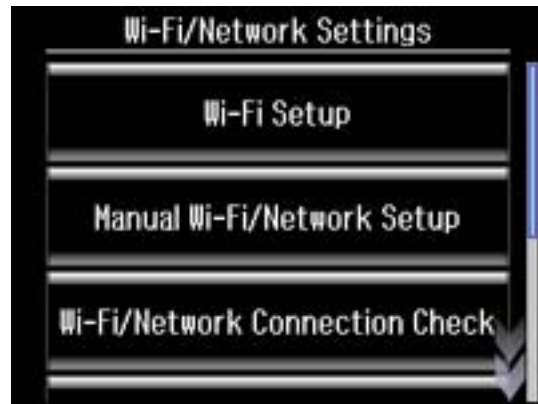 Wi-Fi/Network Settings
Wi-Fi Setup
Manual Wi-Fi/Network Setup
Wi-Fi/Network Connection Check